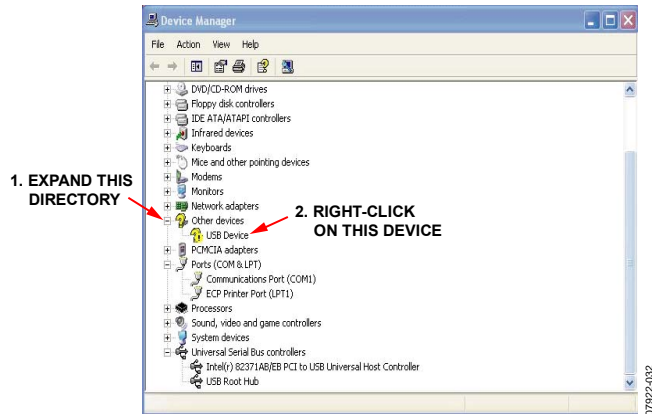 Device Manager
File Action View Help
DVD/CD-ROM drives
Floppy disk controllers
IDE ATA/ATAPI controllers
Infrared devices
Keyboards
Mice and other pointing devices
Modems
Monitors
Network adapters
Other devices
USB Device
PCMCIA adapters
Ports (COM & LPT)
Communications Port (COM1)
ECP Printer Port (LPT1)
Processors
Sound, video and game controllers
System devices
Universal Serial Bus controllers
Intel(r) 82371AB/EB PCI to USB Universal Host Controller
USB Root Hub
1. EXPAND THIS
DIRECTORY
2. RIGHT-CLICK
ON THIS DEVICE
07922-032